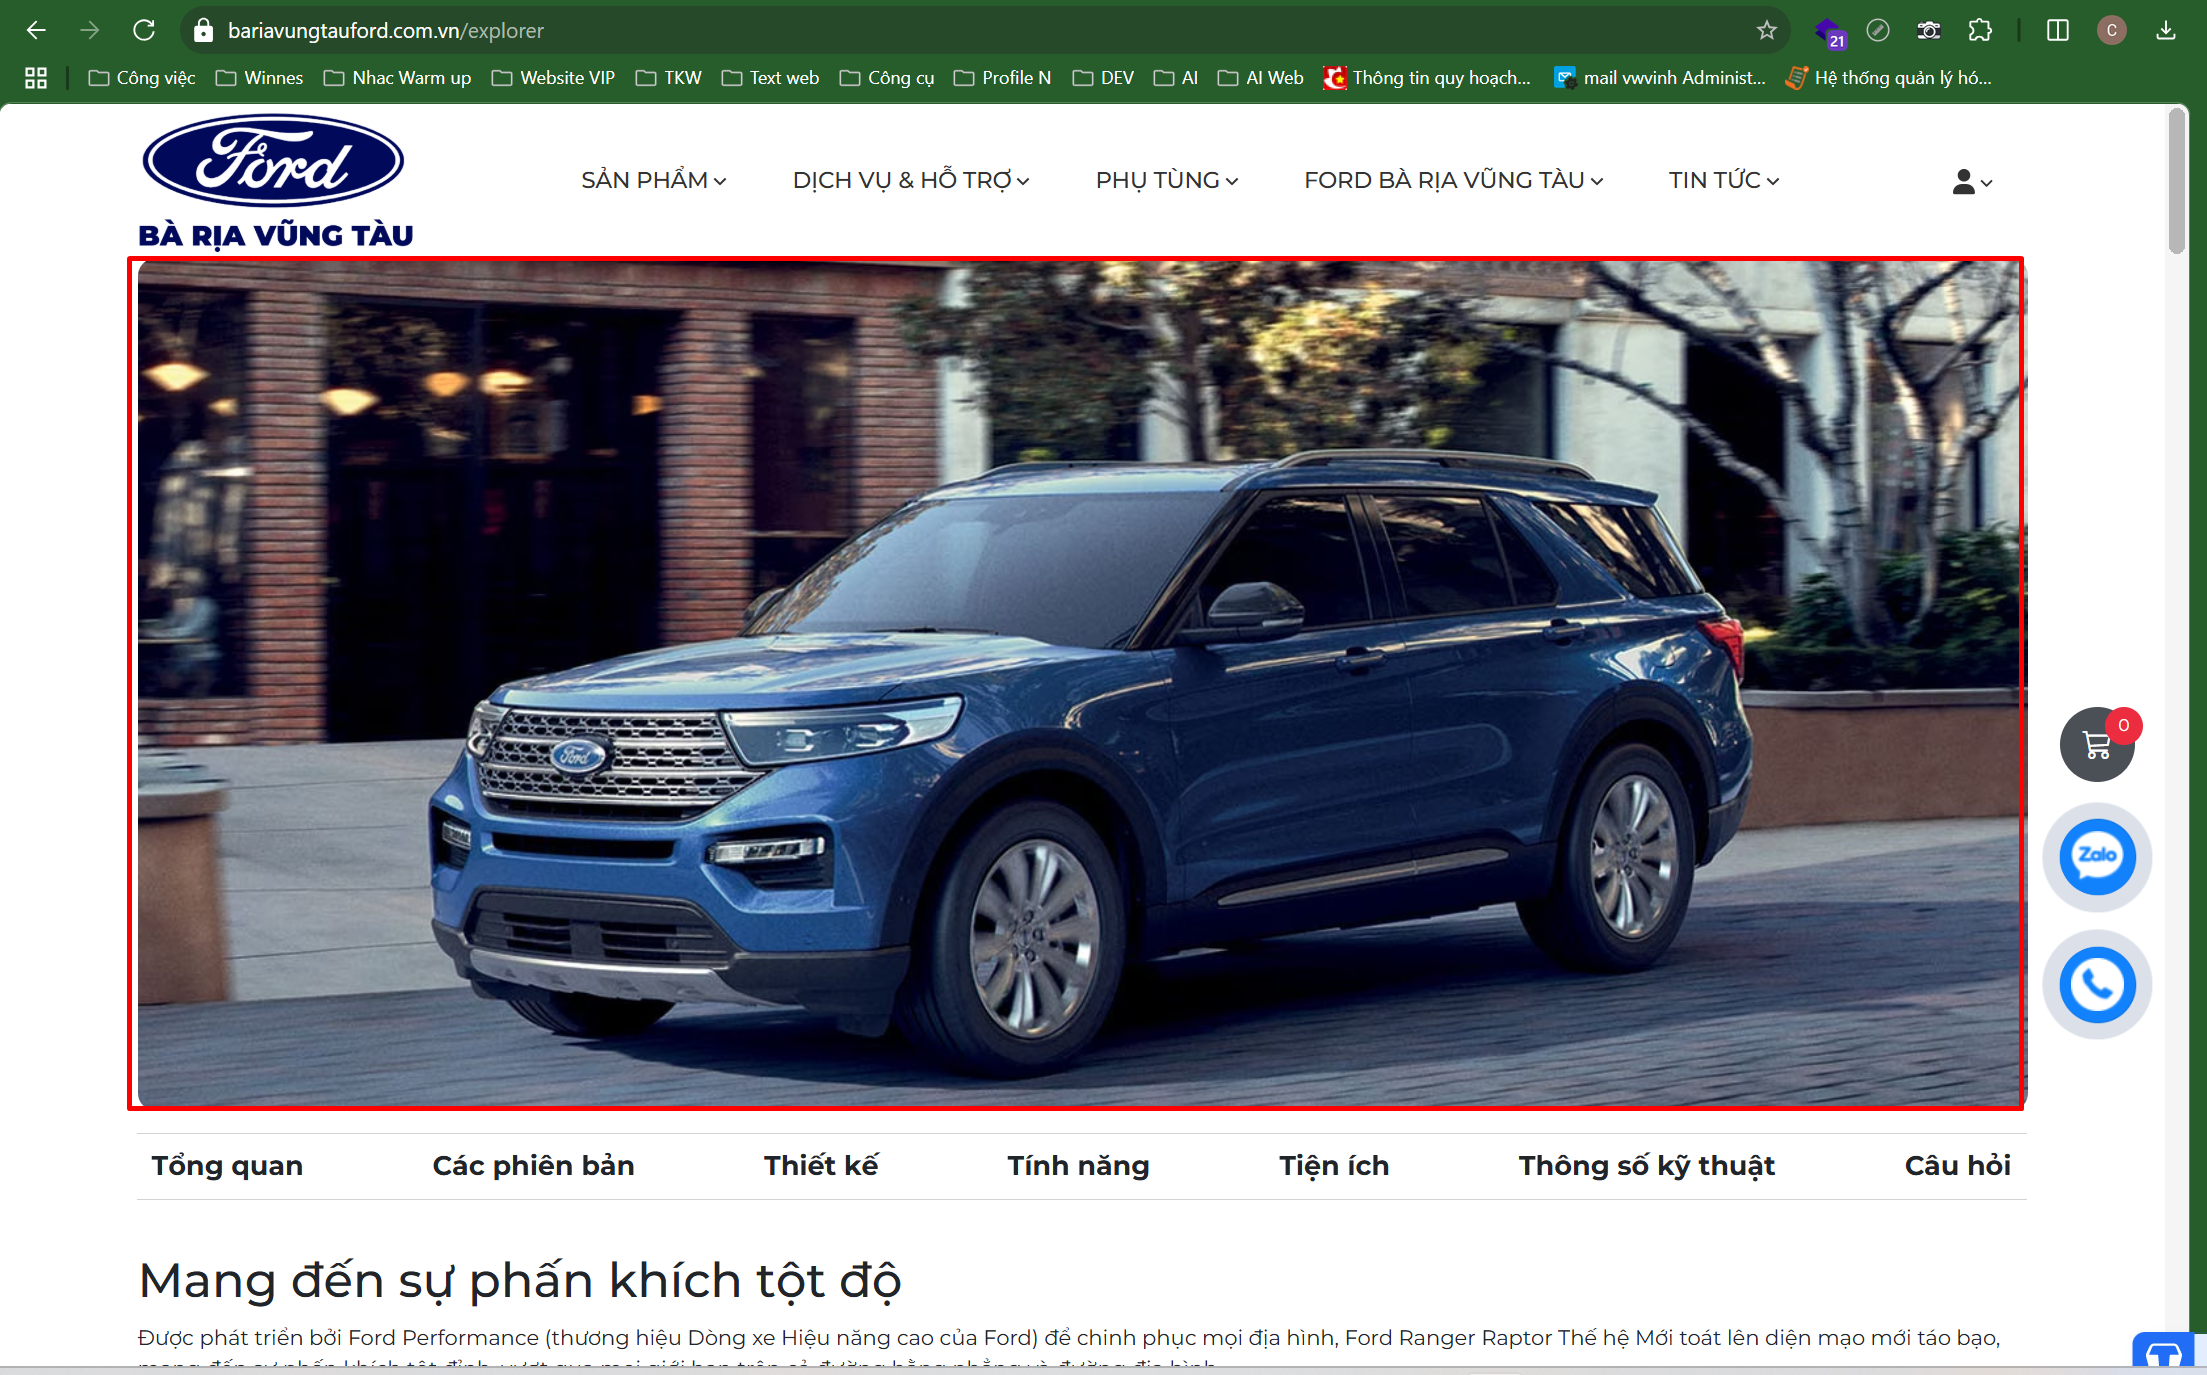 bariavungtauford.com.vn/explorer
21
C
Công việc Winnes Nhac Warm up Website VIP TKW Text web Công cụ Profile N DEV AI AI Web Thông tin quy hoạch... mail vwvinh Administ... Hệ thống quản lý hó...
Ford
BÀ RỊA VŨNG TÀU
SẢN PHẨM DỊCH VỤ & HỖ TRỢ PHỤ TÙNG FORD BÀ RỊA VŨNG TÀU TIN TỨC
Ford
0
Zalo
Tổng quan Các phiên bản Thiết kế Tính năng Tiện ích Thông số kỹ thuật Câu hỏi
Mang đến sự phấn khích tột độ
Được phát triển bởi Ford Performance (thương hiệu Dòng xe Hiệu năng cao của Ford) để chinh phục mọi địa hình, Ford Ranger Raptor Thế hệ Mới toát lên diện mạo mới táo bạo,